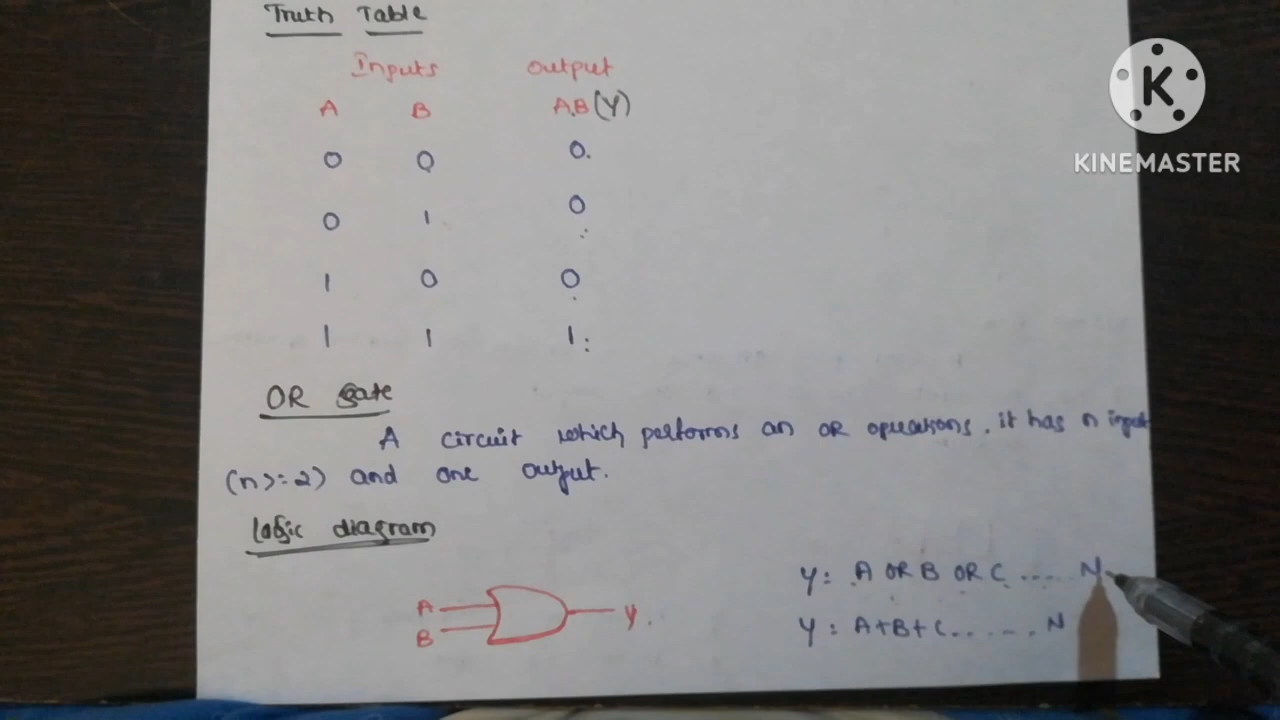 Truth Table
Inputs Output
A B A.B(Y)
0 0 0.
0 1 0
1 0 0
1 1 1
OR gate
A circuit which performs an OR operations, it has n input
(n>=2) and one output.
Logic diagram
Y: A OR B OR C ..... N
A Y.
B
Y: A+B+C...... N
K
KINEMASTER